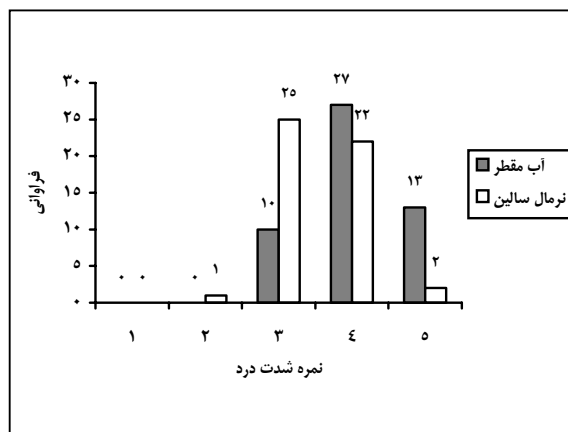 ۳۰
۲۵
۲۰
۱۵
۱۰
۵
۰
فراوانی
۰ ۰
۰ ۱
۱۰ ۲۵
۲۷ ۲۲
۱۳ ۲
۱ ۲ ۳ ٤ ۵
نمره شدت درد
آب مقطر
نرمال سالین